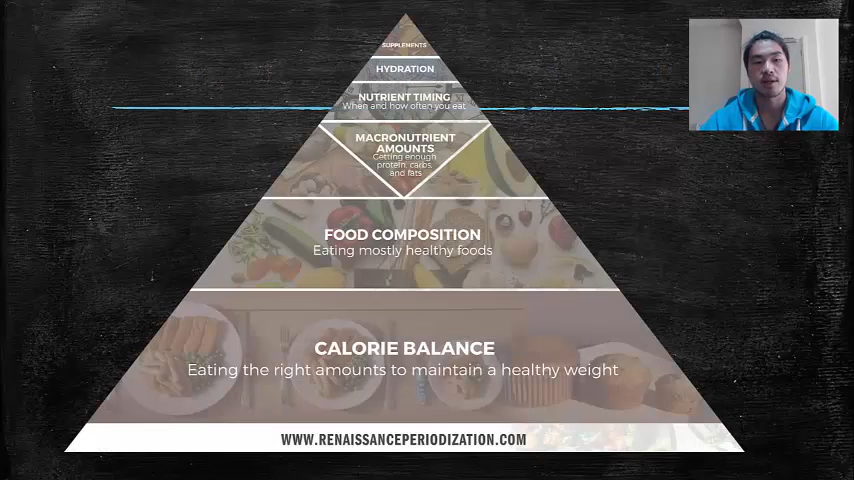 SUPPLEMENTS
HYDRATION
NUTRIENT TIMING
When and how often you eat
MACRONUTRIENT
AMOUNTS
Getting enough
protein, carbs,
and fats
FOOD COMPOSITION
Eating mostly healthy foods
CALORIE BALANCE
Eating the right amounts to maintain a healthy weight
WWW.RENAISSANCEPERIODIZATION.COM